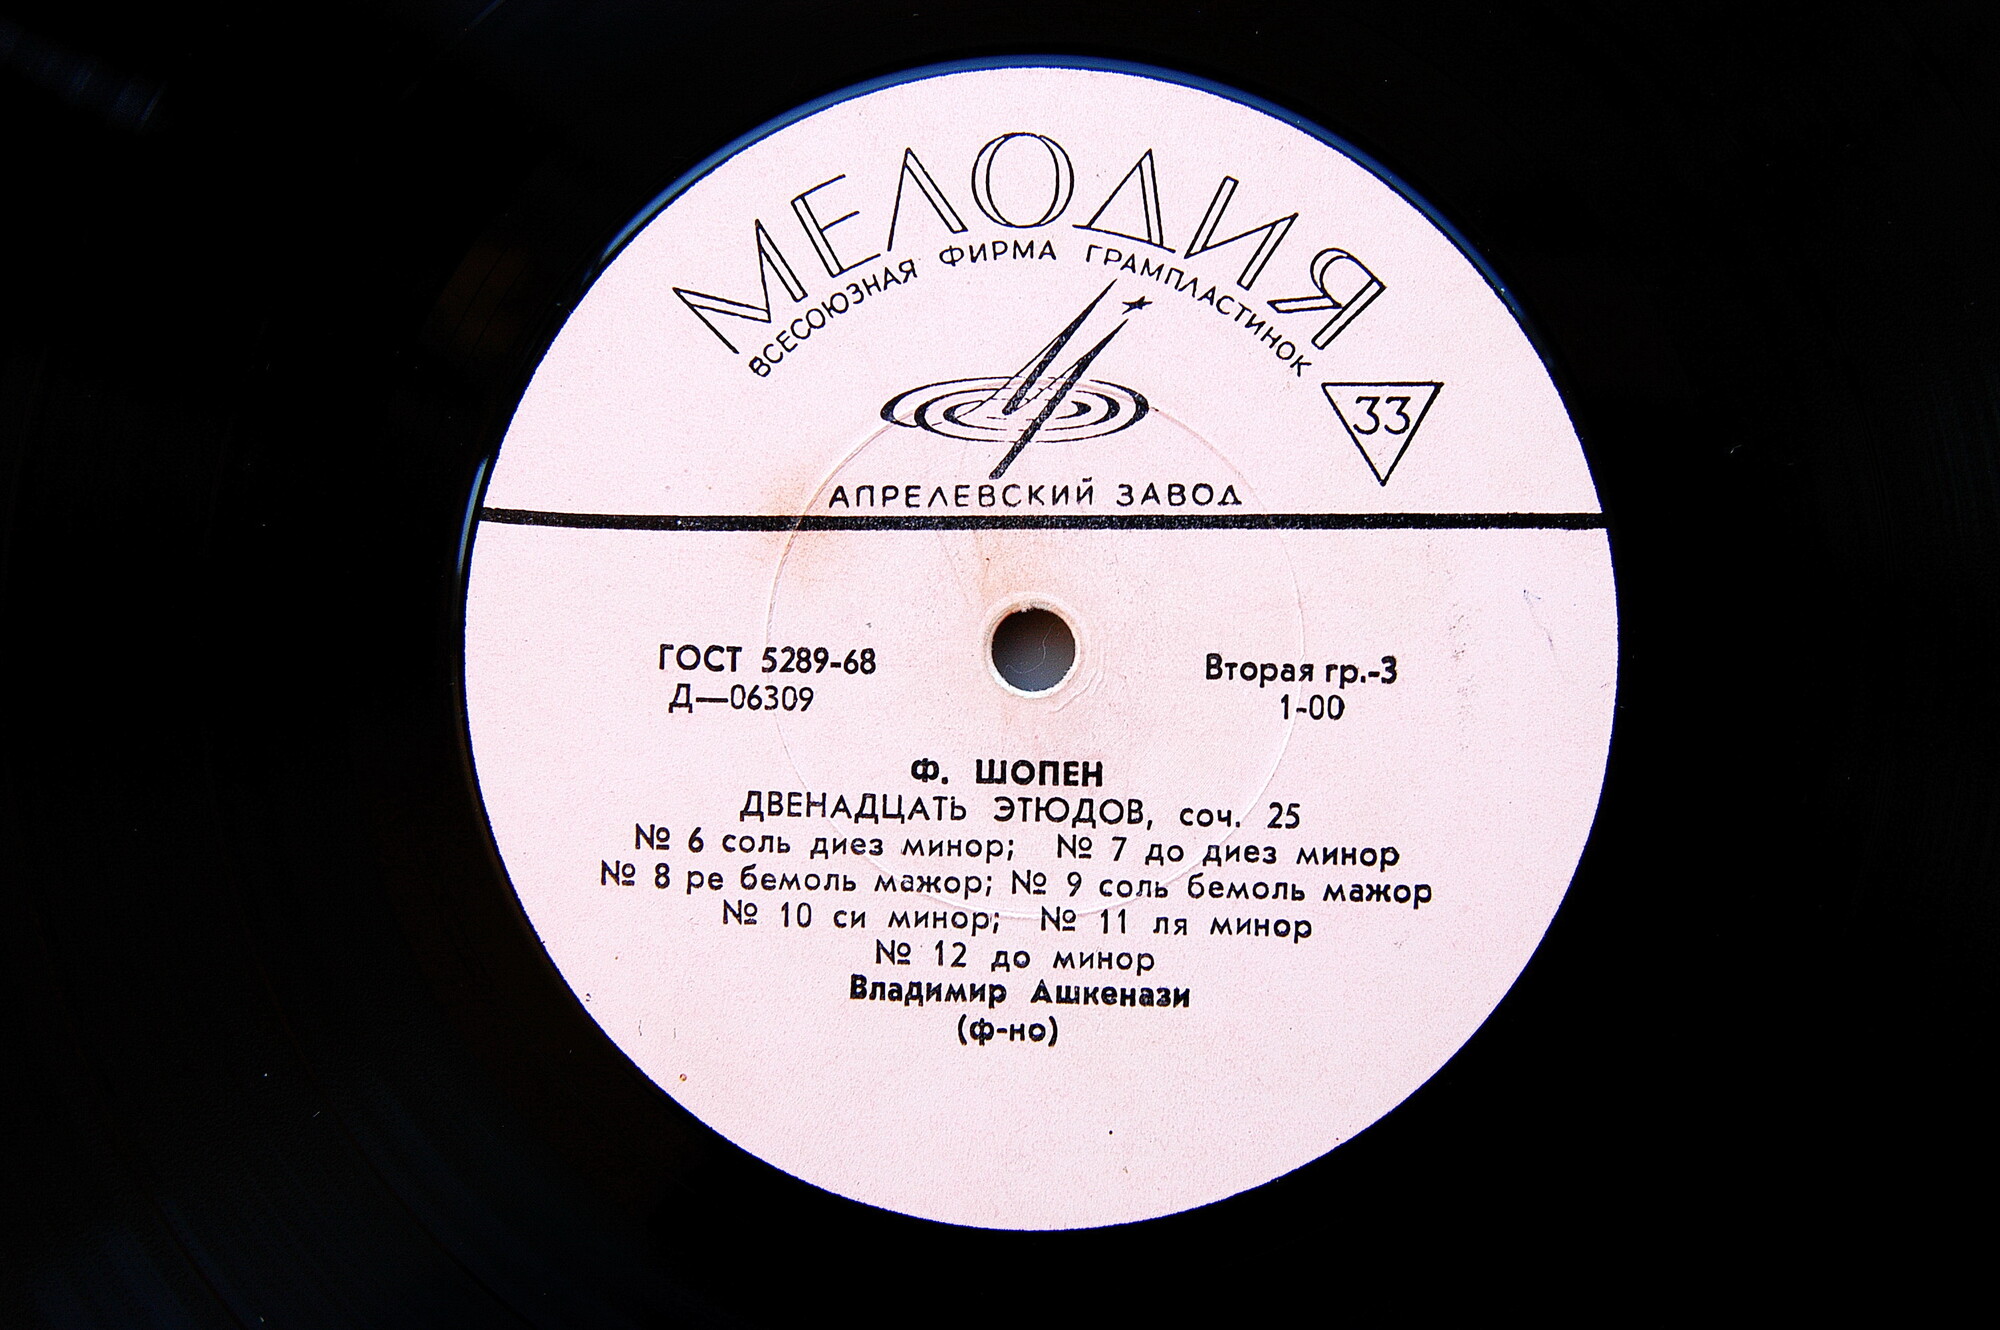 МЕЛОДИЯ
ВСЕСОЮЗНАЯ ФИРМА ГРАМПЛАСТИНОК
33
АПРЕЛЕВСКИЙ ЗАВОД
ГОСТ 5289-68
Д—06309
Вторая гр.-3
1-00
Ф. ШОПЕН
ДВЕНАДЦАТЬ ЭТЮДОВ, соч. 25
№ 6 соль диез минор; № 7 до диез минор
№ 8 ре бемоль мажор; № 9 соль бемоль мажор
№ 10 си минор; № 11 ля минор
№ 12 до минор
Владимир Ашкенази
(ф-но)